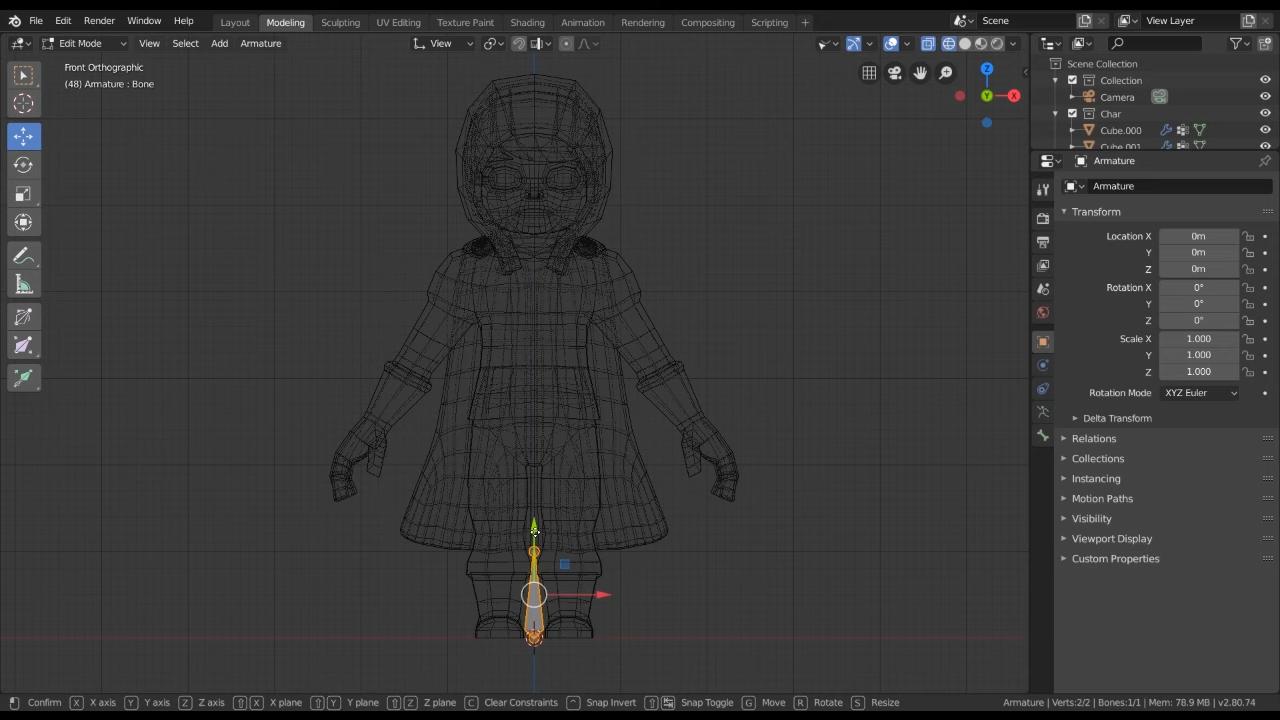 File Edit Render Window Help Layout Modeling Sculpting UV Editing Texture Paint Shading Animation Rendering Compositing Scripting + Scene View Layer
Edit Mode View Select Add Armature View
Front Orthographic
(48) Armature : Bone
Z
Y
X
Scene Collection
Collection
Camera
Char
Cube.000
Cube.001
Armature
Armature
Transform
Location X 0m
Y 0m
Z 0m
Rotation X 0°
Y 0°
Z 0°
Scale X 1.000
Y 1.000
Z 1.000
Rotation Mode XYZ Euler
Delta Transform
Relations
Collections
Instancing
Motion Paths
Visibility
Viewport Display
Custom Properties
Confirm X X axis Y Y axis Z Z axis X X plane Y Y plane Z Z plane C Clear Constraints Snap Invert Snap Toggle G Move R Rotate S Resize Armature | Verts:2/2 | Bones:1/1 | Mem: 78.9 MB | v2.80.74